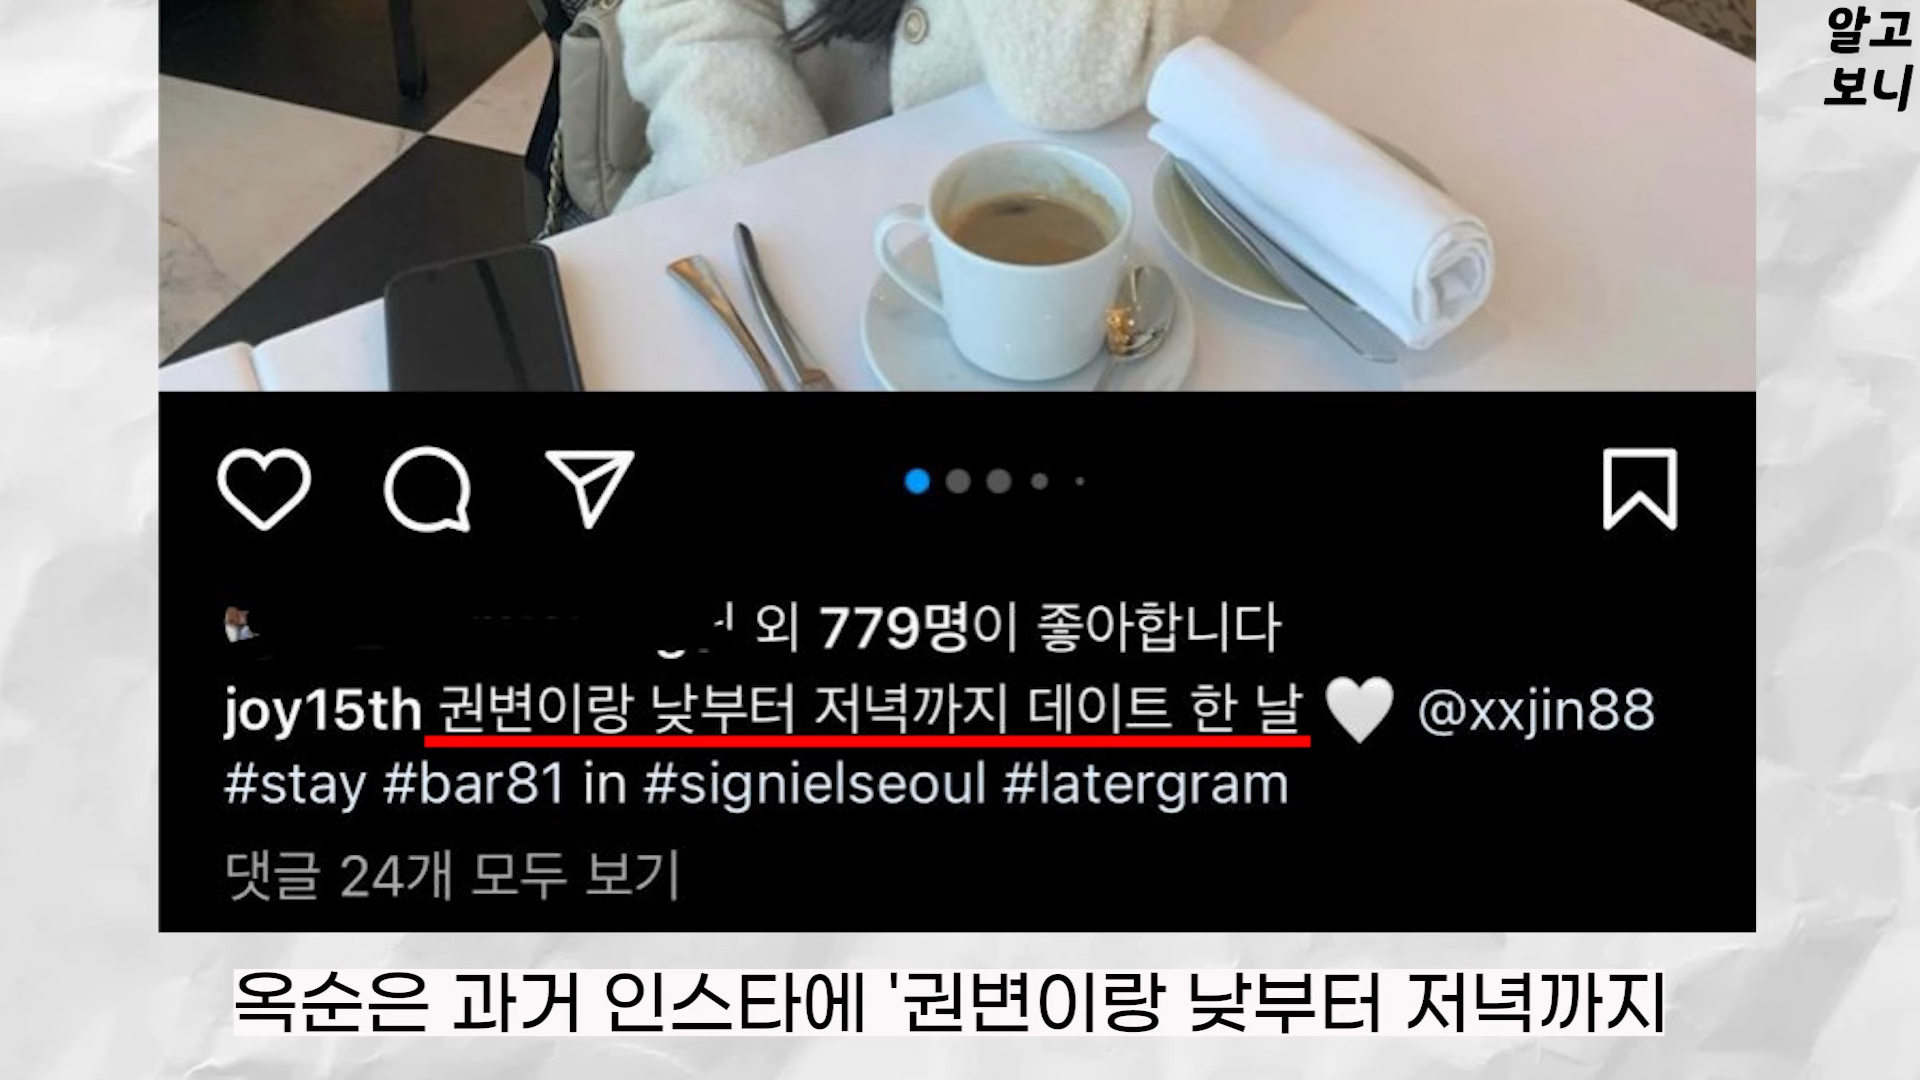 알고
보니
외 779명이 좋아합니다
joy15th 권변이랑 낮부터 저녁까지 데이트 한 날 🤍 @xxjin88
#stay #bar81 in #signielseoul #latergram
댓글 24개 모두 보기
옥순은 과거 인스타에 '권변이랑 낮부터 저녁까지